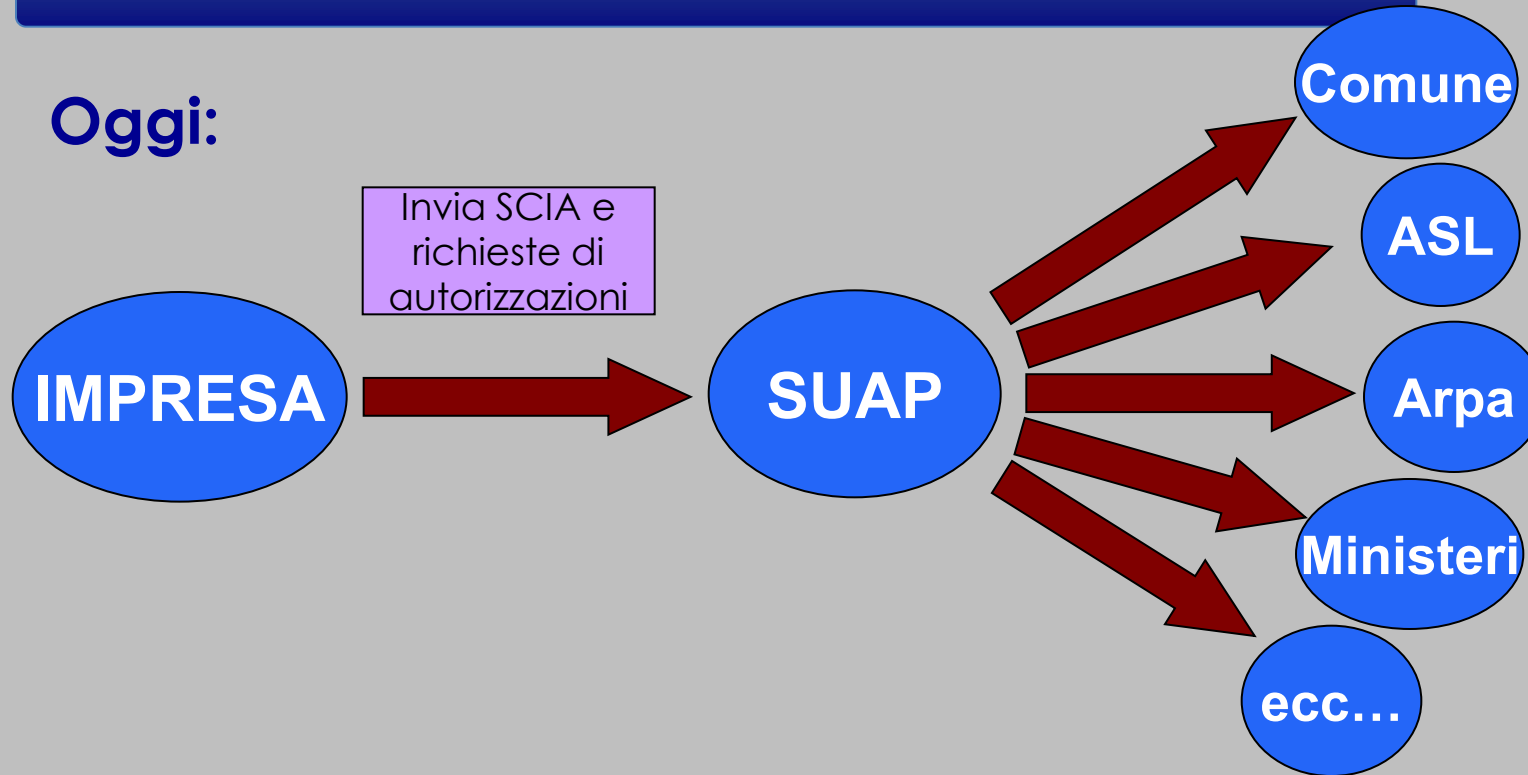 Oggi:
Invia SCIA e
richieste di
autorizzazioni
IMPRESA
SUAP
Comune
ASL
Arpa
Ministeri
ecc…